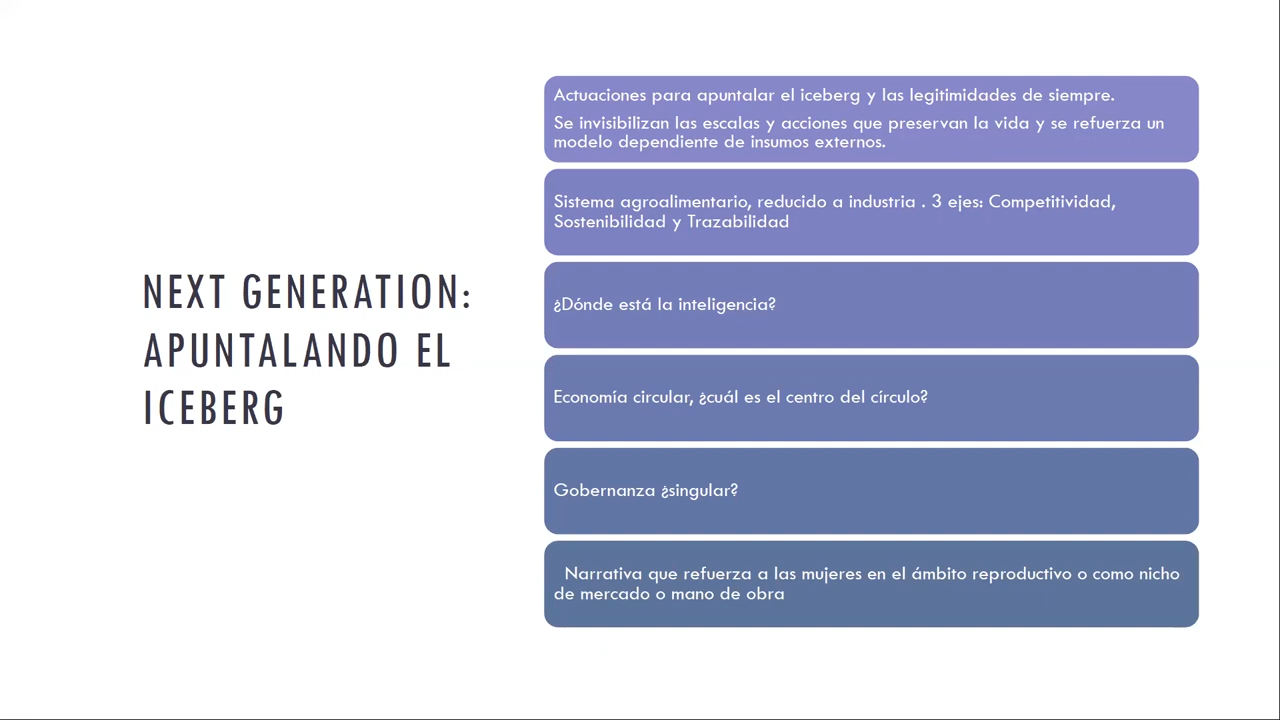 NEXT GENERATION:
APUNTALANDO EL
ICEBERG
Actuaciones para apuntalar el iceberg y las legitimidades de siempre.
Se invisibilizan las escalas y acciones que preservan la vida y se refuerza un
modelo dependiente de insumos externos.
Sistema agroalimentario, reducido a industria . 3 ejes: Competitividad,
Sostenibilidad y Trazabilidad
¿Dónde está la inteligencia?
Economía circular, ¿cuál es el centro del círculo?
Gobernanza ¿singular?
Narrativa que refuerza a las mujeres en el ámbito reproductivo o como nicho
de mercado o mano de obra